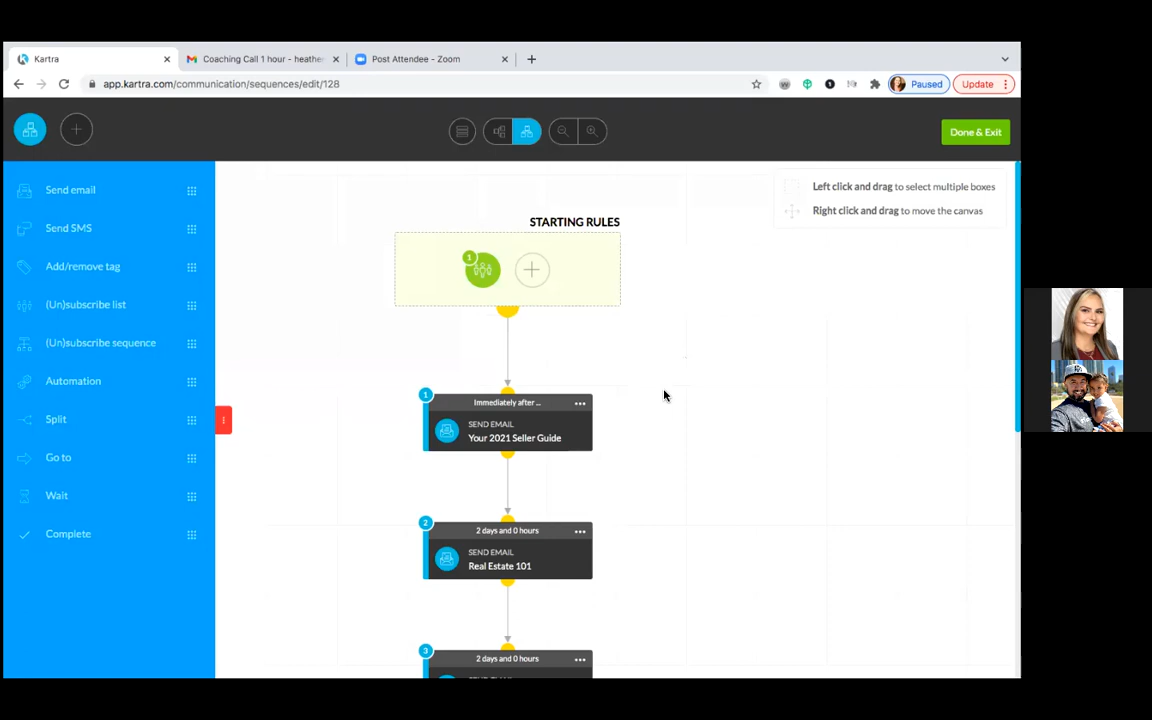 Kartra
Coaching Call 1 hour - heathe
Post Attendee - Zoom
app.kartra.com/communication/sequences/edit/128
Paused
Update
Done & Exit
Send email
Send SMS
Add/remove tag
(Un)subscribe list
(Un)subscribe sequence
Automation
Split
Go to
Wait
Complete
Left click and drag to select multiple boxes
Right click and drag to move the canvas
STARTING RULES
1
1
Immediately after ...
SEND EMAIL
Your 2021 Seller Guide
2
2 days and 0 hours
SEND EMAIL
Real Estate 101
3
2 days and 0 hours